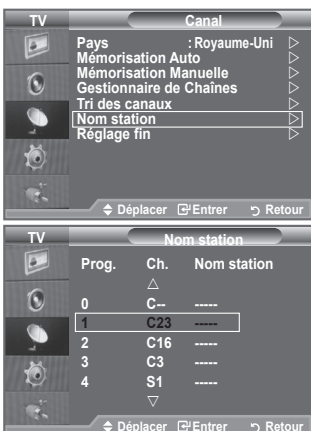 TV Canal
Pays : Royaume-Uni
Mémorisation Auto
Mémorisation Manuelle
Gestionnaire de Chaînes
Tri des canaux
Nom station
Réglage fin
Déplacer Entrer Retour
TV Nom station
Prog. Ch. Nom station
0 C-- -----
1 C23 -----
2 C16 -----
3 C3 -----
4 S1 -----
Déplacer Entrer Retour